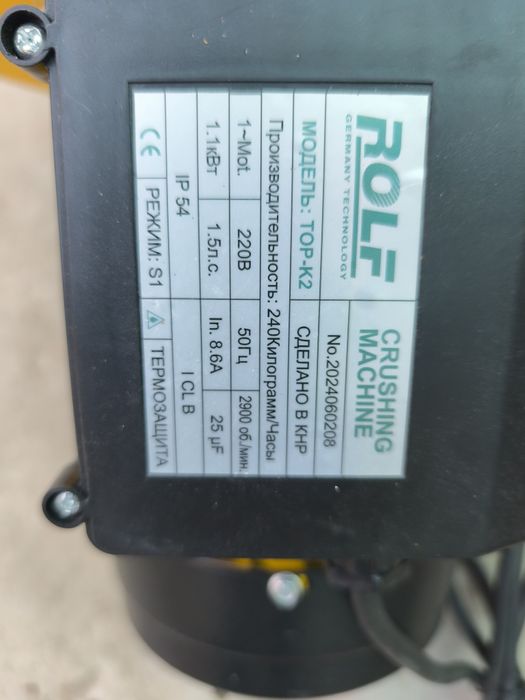 ROLF
GERMANY TECHNOLOGY
CRUSHING
MACHINE
No.2024060208
МОДЕЛЬ: TOP-K2
СДЕЛАНО В КНР
Производительность: 240Килограмм/Часы
1~Mot.
220В
50Гц
2900 об./мин.
1.1кВт
1.5л.с.
In. 8.6A
25 µF
IP 54
I CL B
CE
РЕЖИМ: S1
ТЕРМОЗАЩИТА